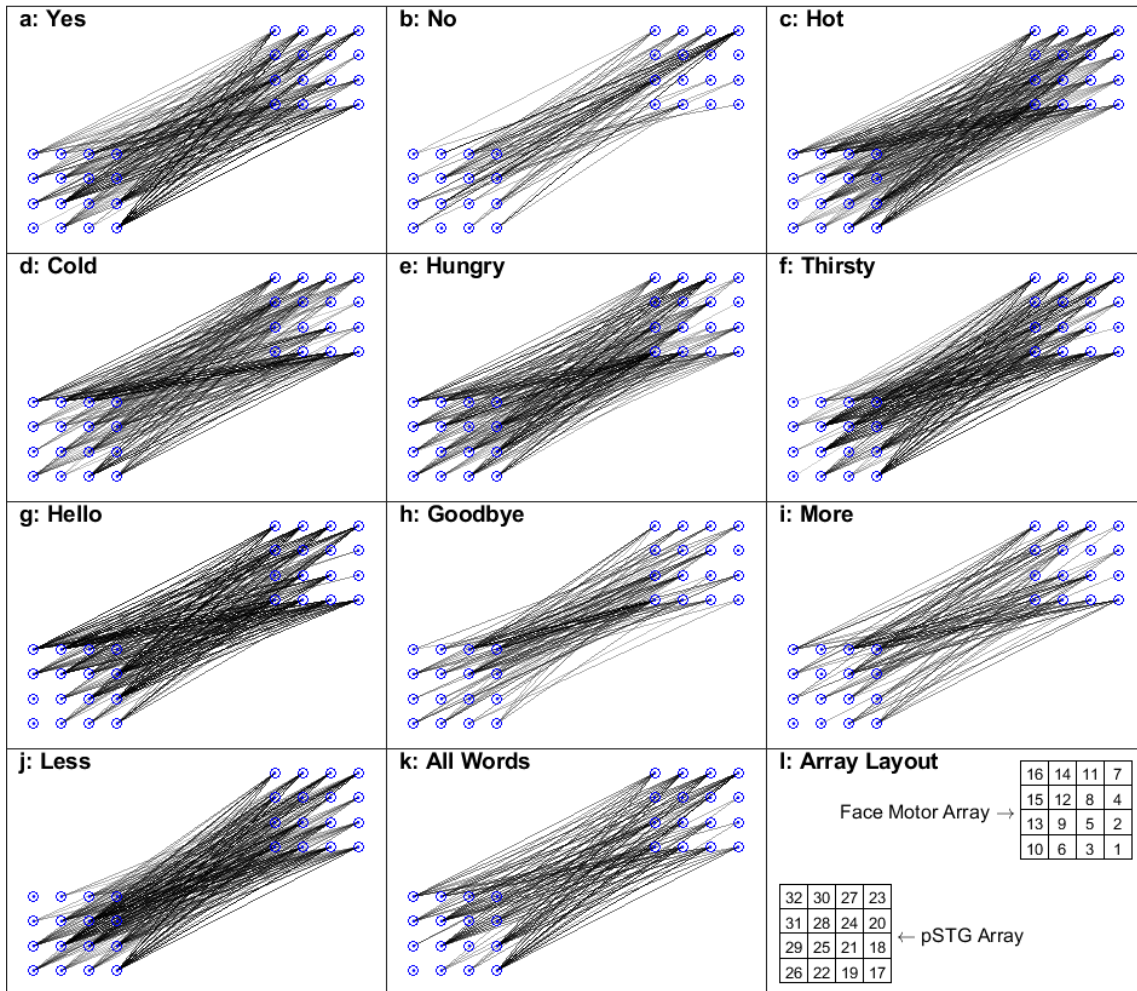 a: Yes
b: No
c: Hot
d: Cold
e: Hungry
f: Thirsty
g: Hello
h: Goodbye
i: More
j: Less
k: All Words
l: Array Layout
16 14 11 7
15 12 8 4
Face Motor Array →
13 9 5 2
10 6 3 1
32 30 27 23
31 28 24 20
← pSTG Array
29 25 21 18
26 22 19 17